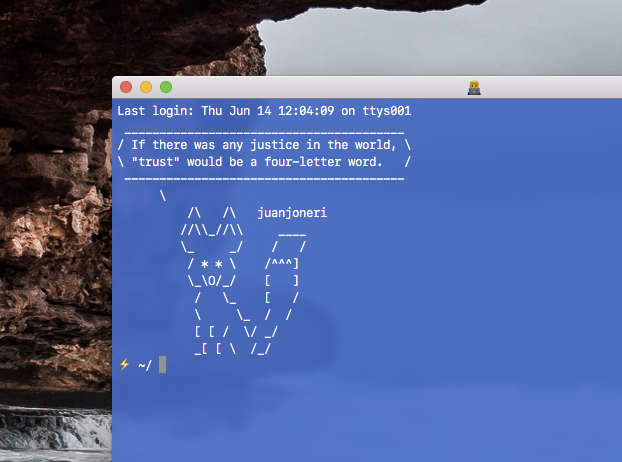 Last login: Thu Jun 14 12:04:09 on ttys001
 ________________________________________
/ If there was any justice in the world, \
\ "trust" would be a four-letter word.   /
 ----------------------------------------
      \
          /\   /\   juanjoneri
         //\\_//\\     ____
         \_     _/    /   /
          / * * \    /^^^]
          \_\O/_/    [   ]
           /   \_    [   /
           \     \_  /  /
           [ [ /  \/ _/
           _[ [ \  /_/
⚡ ~/